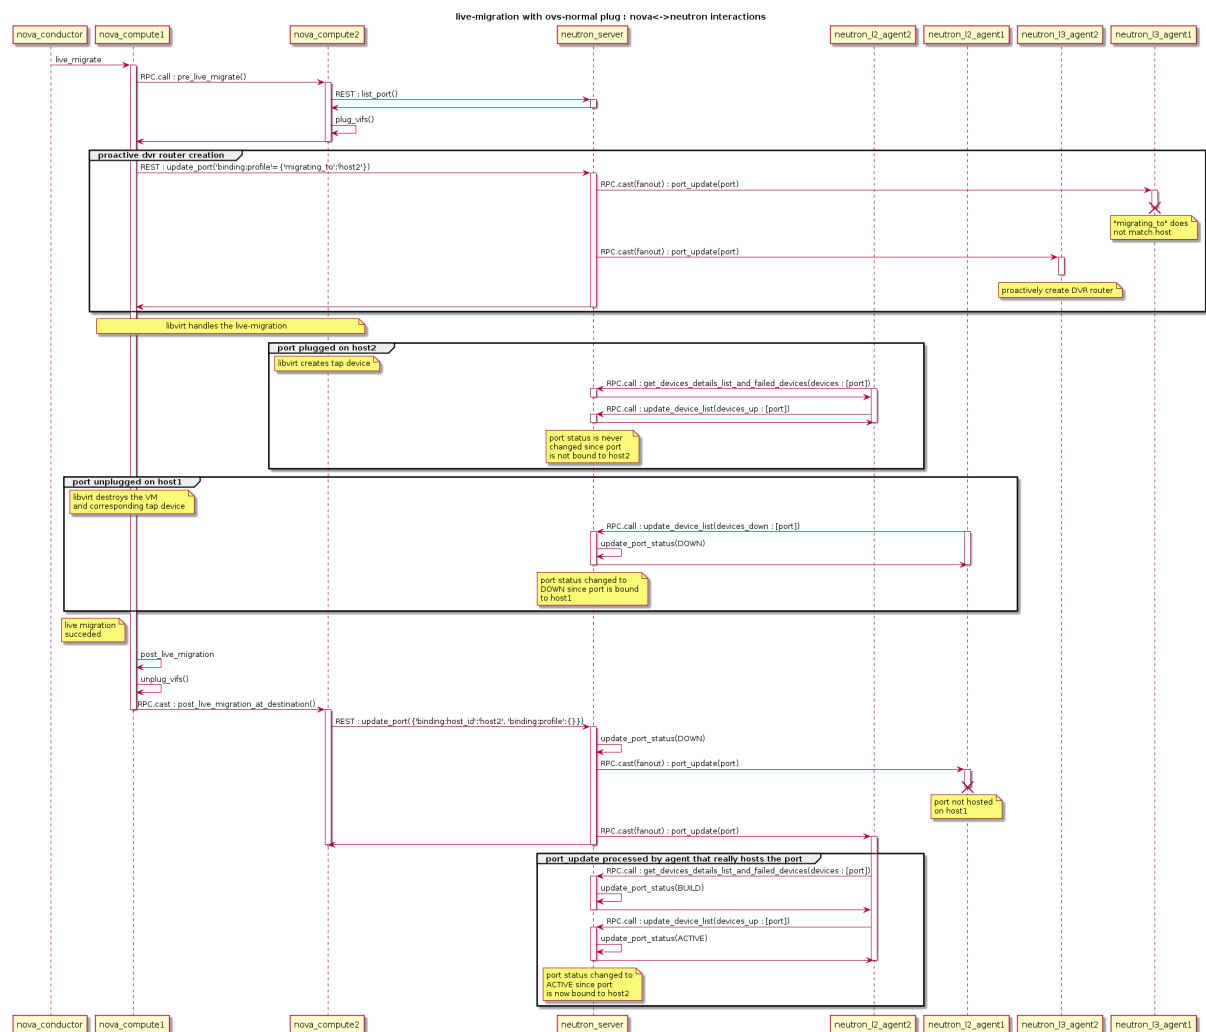 live-migration with ovs-normal plug : nova<->neutron interactions
nova_conductor
nova_compute1
nova_compute2
neutron_server
neutron_l2_agent2
neutron_l2_agent1
neutron_l3_agent2
neutron_l3_agent1
live_migrate
RPC.call : pre_live_migrate()
REST : list_port()
plug_vifs()
proactive dvr router creation
REST : update_port('binding:profile'= {'migrating_to':'host2'})
RPC.cast(fanout) : port_update(port)
"migrating_to" does
not match host
RPC.cast(fanout) : port_update(port)
proactively create DVR router
libvirt handles the live-migration
port plugged on host2
libvirt creates tap device
RPC.call : get_devices_details_list_and_failed_devices(devices : [port])
RPC.call : update_device_list(devices_up : [port])
port status is never
changed since port
is not bound to host2
port unplugged on host1
libvirt destroys the VM
and corresponding tap device
RPC.call : update_device_list(devices_down : [port])
update_port_status(DOWN)
port status changed to
DOWN since port is bound
to host1
live migration
succeded
post_live_migration
unplug_vifs()
RPC.cast : post_live_migration_at_destination()
REST : update_port({'binding:host_id':'host2', 'binding:profile':{}})
update_port_status(DOWN)
RPC.cast(fanout) : port_update(port)
port not hosted
on host1
RPC.cast(fanout) : port_update(port)
port_update processed by agent that really hosts the port
RPC.call : get_devices_details_list_and_failed_devices(devices : [port])
update_port_status(BUILD)
RPC.call : update_device_list(devices_up : [port])
update_port_status(ACTIVE)
port status changed to
ACTIVE since port
is now bound to host2
nova_conductor
nova_compute1
nova_compute2
neutron_server
neutron_l2_agent2
neutron_l2_agent1
neutron_l3_agent2
neutron_l3_agent1